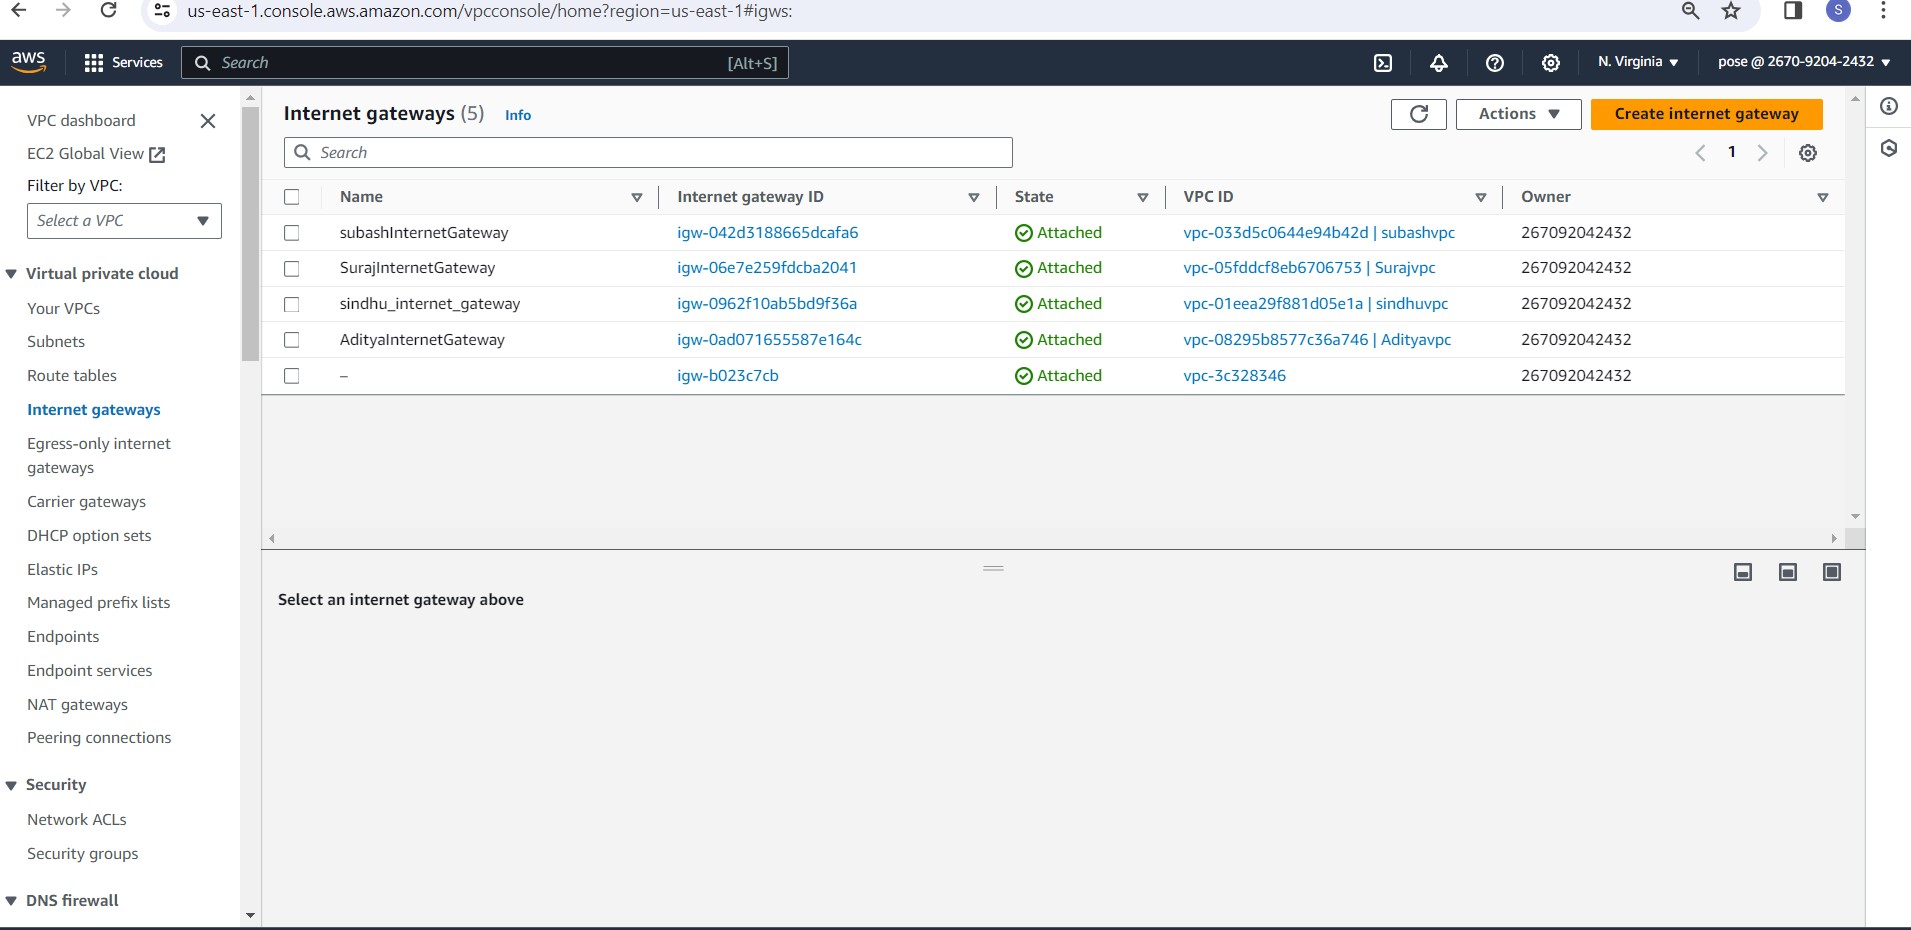 us-east-1.console.aws.amazon.com/vpcconsole/home?region=us-east-1#igws:
S
aws
Services
Search
[Alt+S]
N. Virginia
pose @ 2670-9204-2432
VPC dashboard
EC2 Global View
Filter by VPC:
Select a VPC
Virtual private cloud
Your VPCs
Subnets
Route tables
Internet gateways
Egress-only internet
gateways
Carrier gateways
DHCP option sets
Elastic IPs
Managed prefix lists
Endpoints
Endpoint services
NAT gateways
Peering connections
Security
Network ACLs
Security groups
DNS firewall
Internet gateways (5) Info
Actions
Create internet gateway
Search
1
Name Internet gateway ID State VPC ID Owner
subashInternetGateway igw-042d3188665dcafa6 Attached vpc-033d5c0644e94b42d | subashvpc 267092042432
SurajInternetGateway igw-06e7e259fdcba2041 Attached vpc-05fddcf8eb6706753 | Surajvpc 267092042432
sindhu_internet_gateway igw-0962f10ab5bd9f36a Attached vpc-01eea29f881d05e1a | sindhuvpc 267092042432
AdityaInternetGateway igw-0ad071655587e164c Attached vpc-08295b8577c36a746 | Adityavpc 267092042432
– igw-b023c7cb Attached vpc-3c328346 267092042432
Select an internet gateway above